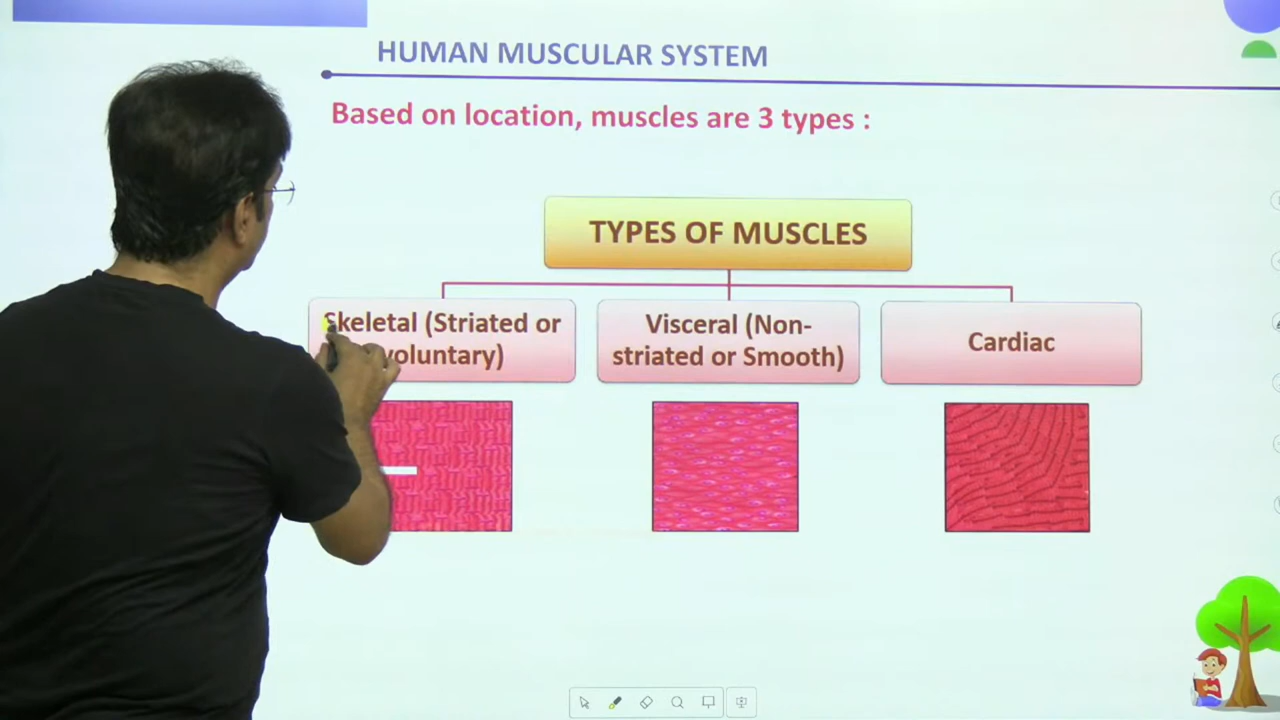 HUMAN MUSCULAR SYSTEM
Based on location, muscles are 3 types :
TYPES OF MUSCLES
Skeletal (Striated or
voluntary)
Visceral (Non-
striated or Smooth)
Cardiac